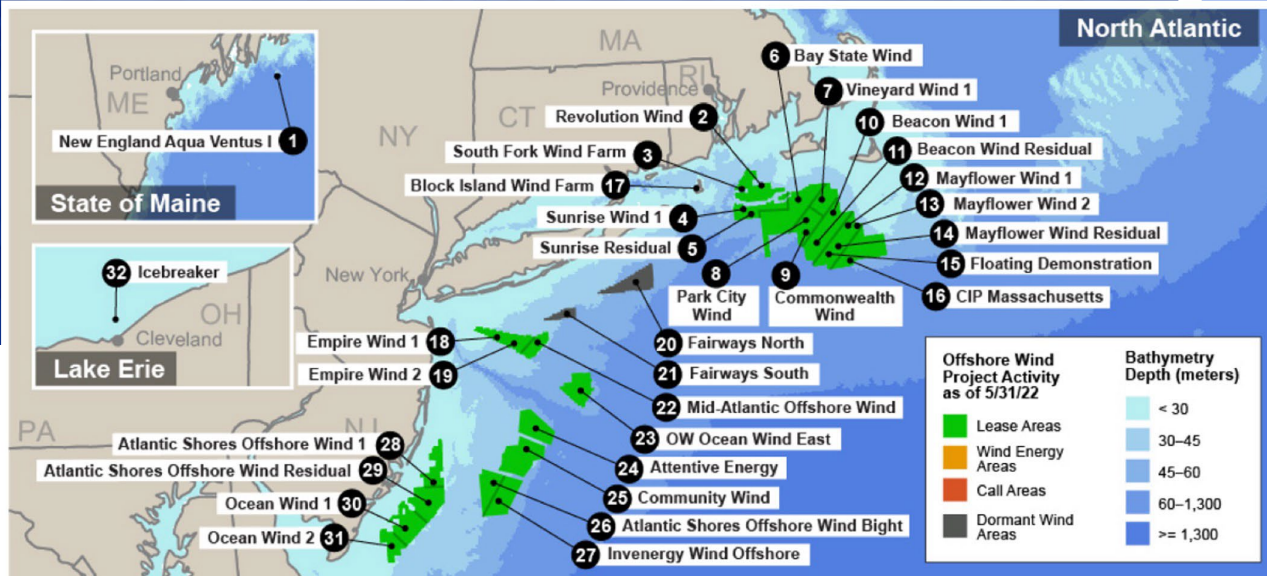 North Atlantic
MA
6 Bay State Wind
Portland
ME
RI
Providence
7 Vineyard Wind 1
CT
Revolution Wind 2
10 Beacon Wind 1
NY
New England Aqua Ventus I 1
South Fork Wind Farm 3
11 Beacon Wind Residual
Block Island Wind Farm 17
12 Mayflower Wind 1
State of Maine
13 Mayflower Wind 2
Sunrise Wind 1 4
14 Mayflower Wind Residual
Sunrise Residual 5
15 Floating Demonstration
32 Icebreaker
New York
8
Park City
Wind
9
Commonwealth
Wind
16 CIP Massachusetts
OH
Cleveland
Lake Erie
Empire Wind 1 18
20
Fairways North
Empire Wind 2 19
21
Fairways South
22 Mid-Atlantic Offshore Wind
PA
NJ
23 OW Ocean Wind East
Atlantic Shores Offshore Wind 1
28
24 Attentive Energy
Atlantic Shores Offshore Wind Residual
29
25 Community Wind
Ocean Wind 1 30
26 Atlantic Shores Offshore Wind Bight
Ocean Wind 2 31
27 Invenergy Wind Offshore
Offshore Wind
Project Activity
as of 5/31/22
Lease Areas
Wind Energy
Areas
Call Areas
Dormant Wind
Areas
Bathymetry
Depth (meters)
< 30
30–45
45–60
60–1,300
>= 1,300